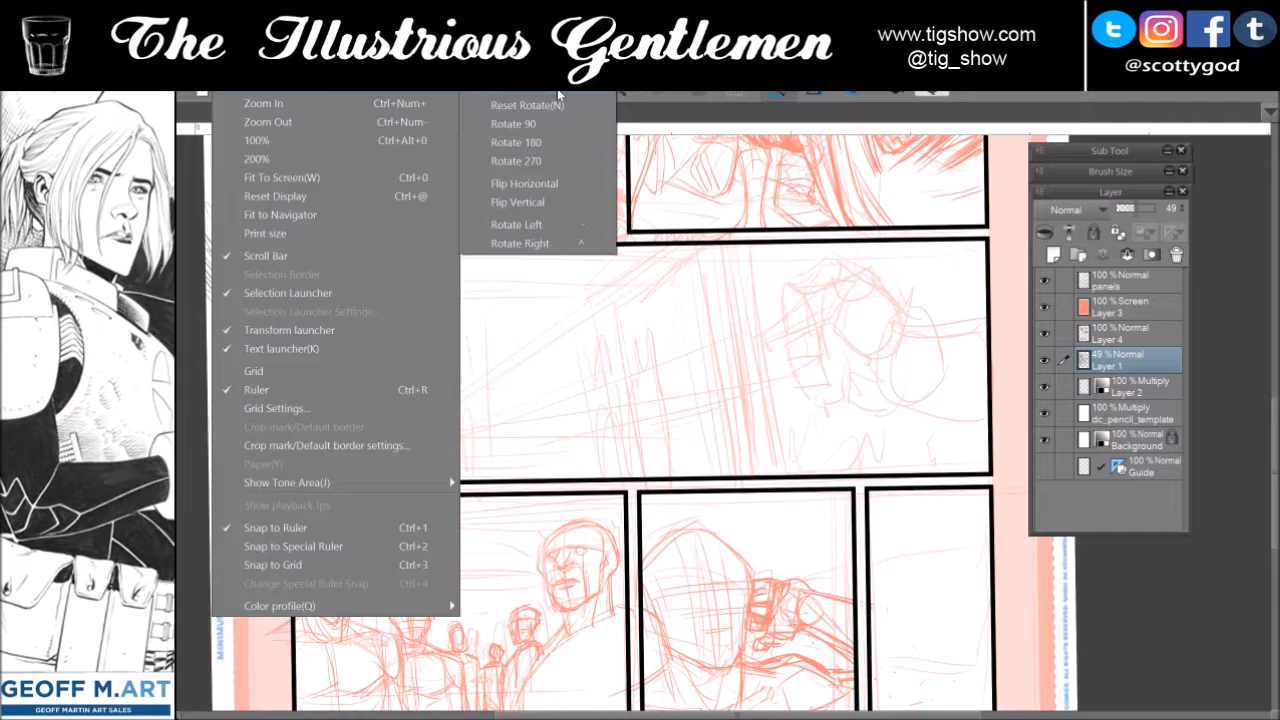 The Illustrious Gentlemen
www.tigshow.com
@tig_show
@scottygod
Zoom In Ctrl+Num+
Zoom Out Ctrl+Num-
100% Ctrl+Alt+0
200%
Fit To Screen(W) Ctrl+0
Reset Display Ctrl+@
Fit to Navigator
Print size
Scroll Bar
Selection Border
Selection Launcher
Selection Launcher Settings...
Transform launcher
Text launcher(K)
Grid
Ruler Ctrl+R
Grid Settings...
Crop mark/Default border
Crop mark/Default border settings...
Paper(Y)
Show Tone Area(J)
Show playback fps
Snap to Ruler Ctrl+1
Snap to Special Ruler Ctrl+2
Snap to Grid Ctrl+3
Change Special Ruler Snap Ctrl+4
Color profile(Q)
Reset Rotate(N)
Rotate 90
Rotate 180
Rotate 270
Flip Horizontal
Flip Vertical
Rotate Left -
Rotate Right ^
Sub Tool
Brush Size
Layer
Normal 49
100 % Normal
panels
100 % Screen
Layer 3
100 % Normal
Layer 4
49 % Normal
Layer 1
100 % Multiply
Layer 2
100 % Multiply
dc_pencil_template
100 % Normal
Background
100 % Normal
Guide
GEOFF M.ART
GEOFF MARTIN ART SALES